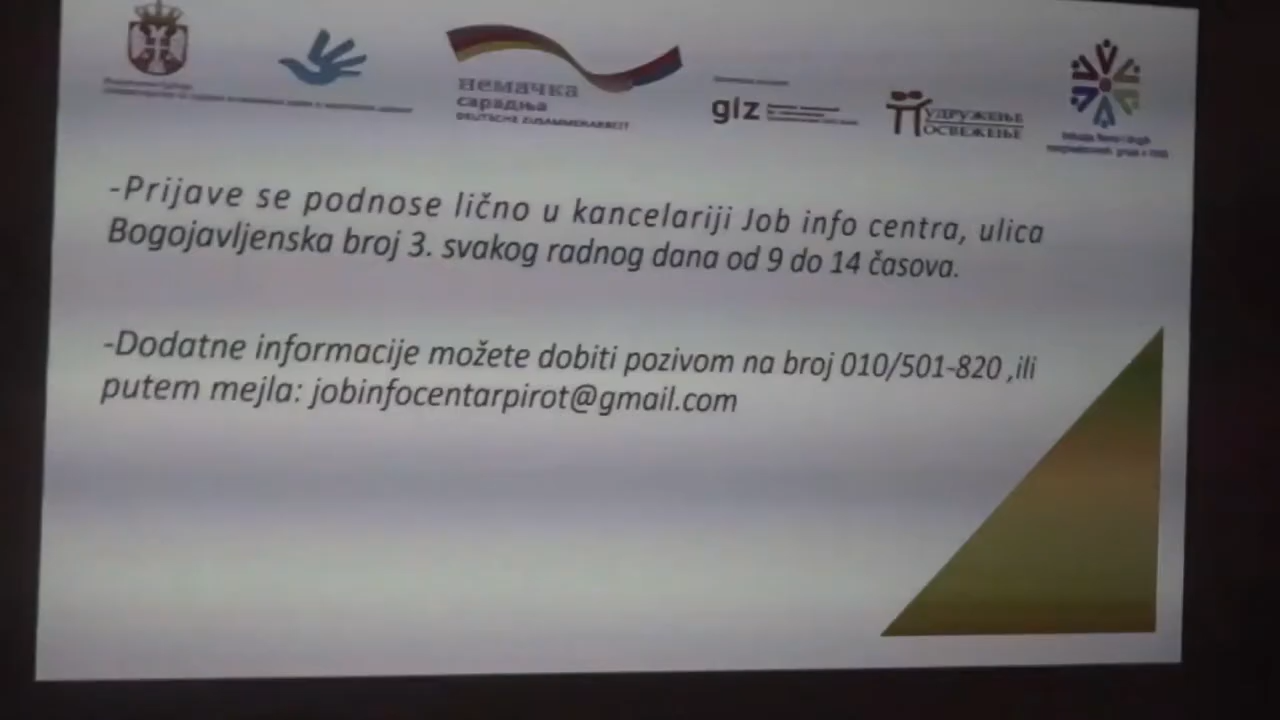 немачка
сарадња
DEUTSCHE ZUSAMMENARBEIT
giz
УДРУЖЕЊЕ
ОСВЕЖЕЊЕ
-Prijave se podnose lično u kancelariji Job info centra, ulica
Bogojavljenska broj 3. svakog radnog dana od 9 do 14 časova.
-Dodatne informacije možete dobiti pozivom na broj 010/501-820 ,ili
putem mejla: jobinfocentarpirot@gmail.com